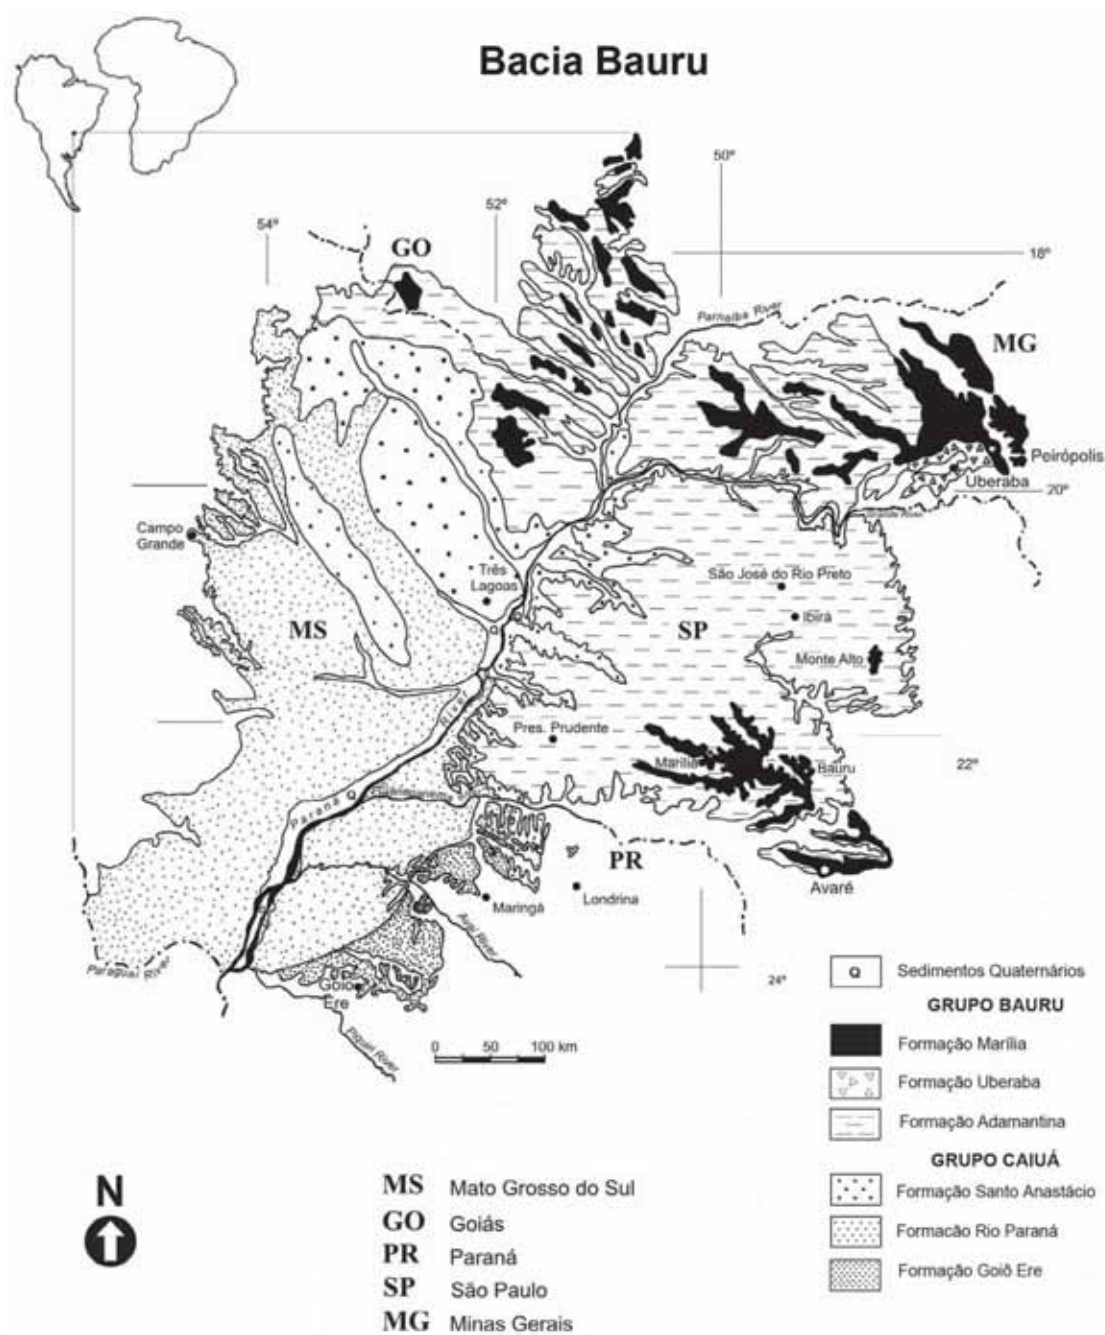 Bacia Bauru
50º
52º
54º
GO
18º
Parnaiba River
MG
Peirópolis
Uberaba
20º
Campo
Grande
Três
Lagoas
São José do Rio Preto
MS
SP
Ibirá
Monte Alto
River
Pres. Prudente
Marília
Bauru
22º
Paraná
Q
PR
Avaré
Maringá
Londrina
Paraguai River
24º
Goio
Ere
Piquei River
0 50 100 km
Q Sedimentos Quaternários
GRUPO BAURU
Formação Marília
Formação Uberaba
Formação Adamantina
GRUPO CAIUÁ
Formação Santo Anastácio
Formacão Rio Paraná
Formação Goiô Ere
N
MS Mato Grosso do Sul
GO Goiás
PR Paraná
SP São Paulo
MG Minas Gerais